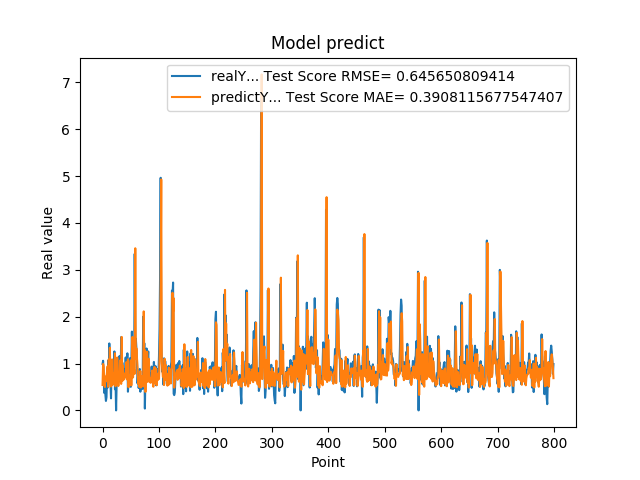 Model predict
realY... Test Score RMSE= 0.645650809414
predictY... Test Score MAE= 0.3908115677547407
7
6
5
4
3
2
1
0
Real value
0 100 200 300 400 500 600 700 800
Point